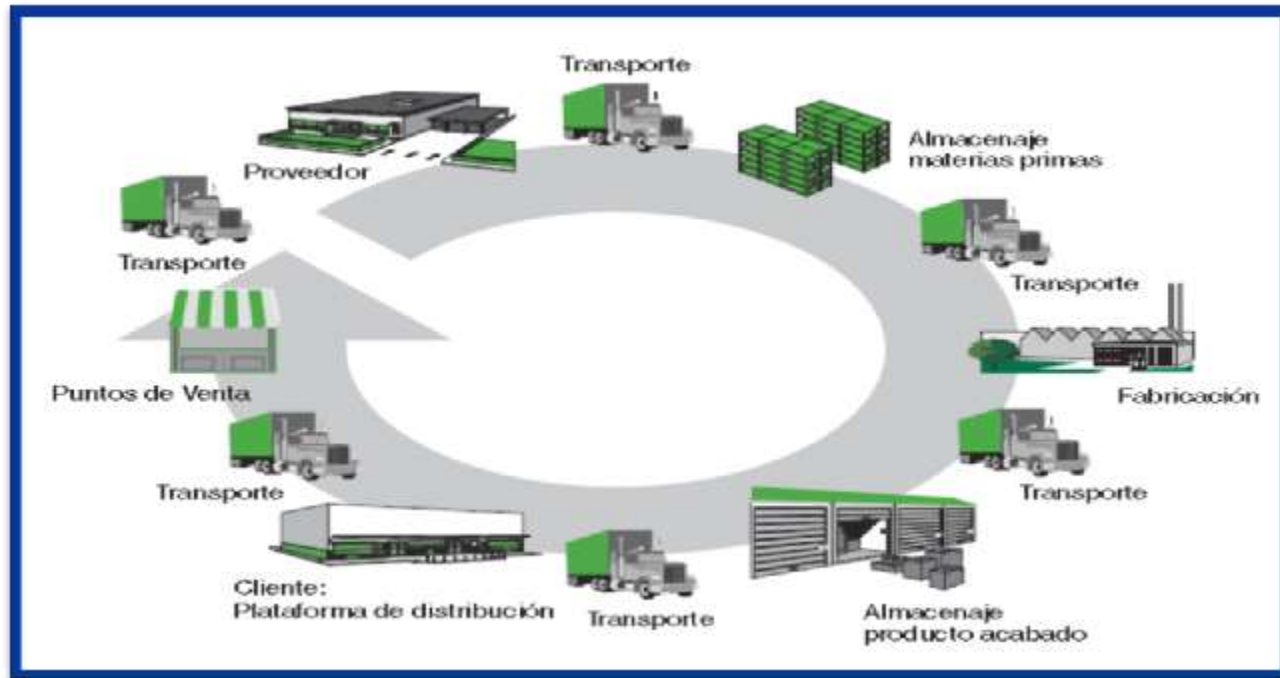 Transporte
Proveedor
Almacenaje
materias primas
Transporte
Transporte
Fabricación
Puntos de Venta
Transporte
Transporte
Cliente:
Plataforma de distribución
Transporte
Almacenaje
producto acabado